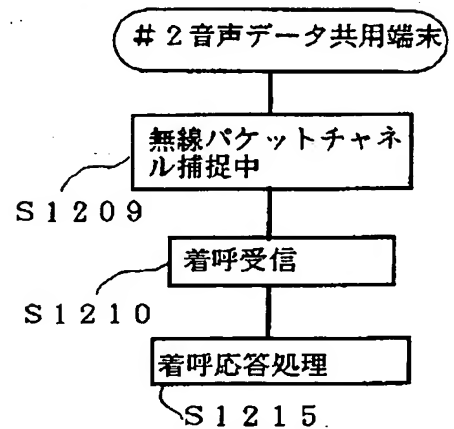 ＃２音声データ共用端末
無線パケットチャネ
ル捕捉中
Ｓ１２０９
着呼受信
Ｓ１２１０
着呼応答処理
Ｓ１２１５